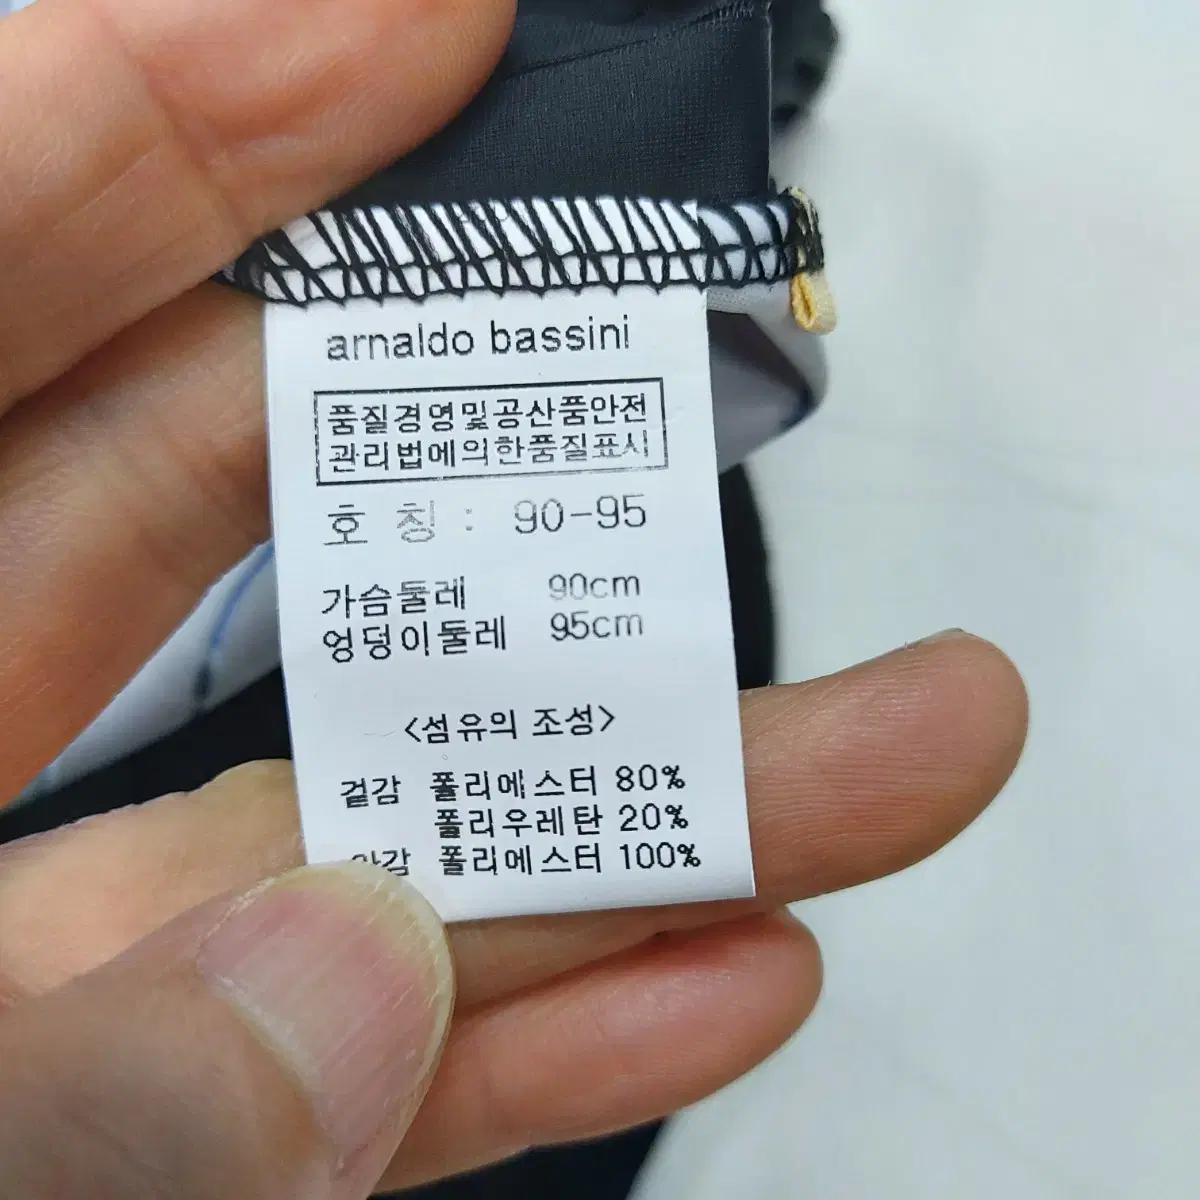 arnaldo bassini
품질경영및공산품안전
관리법에의한품질표시
호 칭 : 90-95
가슴둘레 90cm
엉덩이둘레 95cm
<섬유의 조성>
겉감 폴리에스터 80%
폴리우레탄 20%
안감 폴리에스터 100%